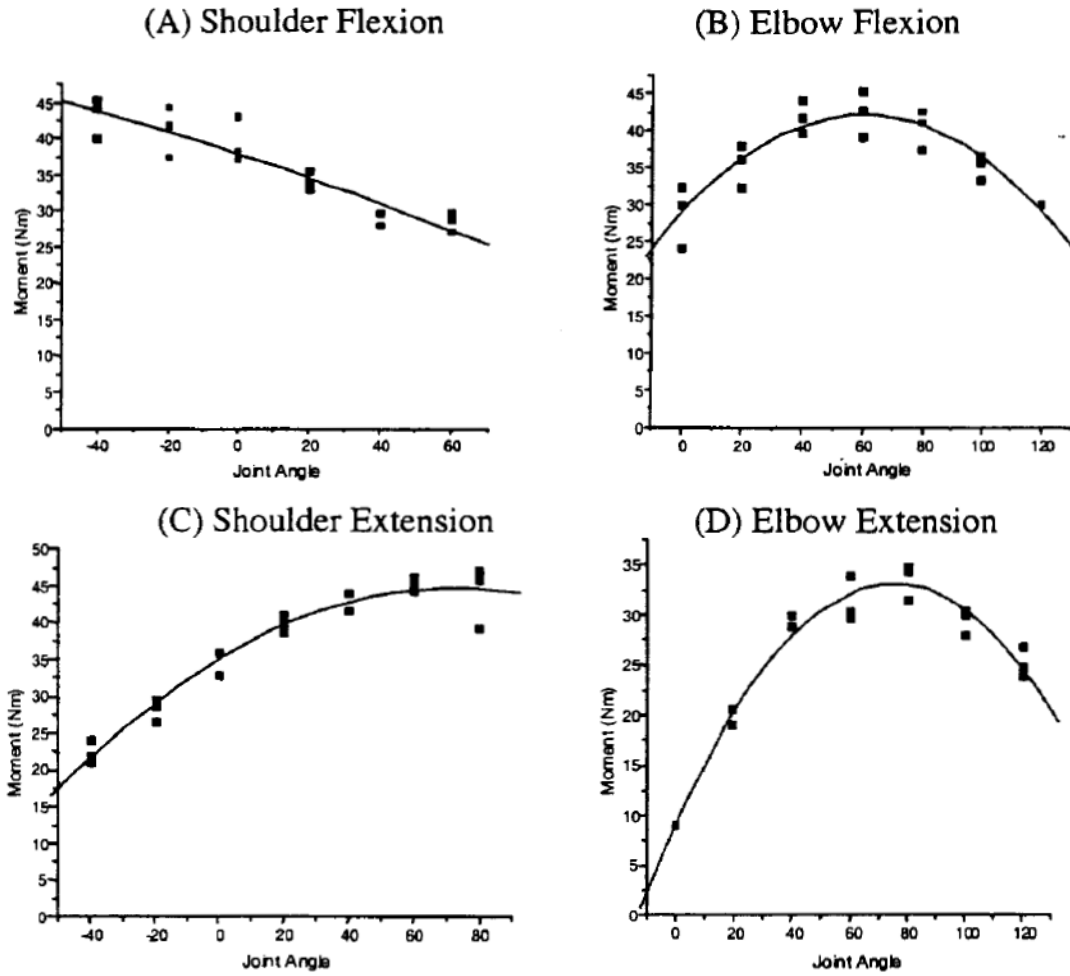 (A) Shoulder Flexion
Moment (Nm)
45
40
35
30
25
20
15
10
5
0
-40 -20 0 20 40 60
Joint Angle
(B) Elbow Flexion
Moment (Nm)
45
40
35
30
25
20
15
10
5
0
0 20 40 60 80 100 120
Joint Angle
(C) Shoulder Extension
Moment (Nm)
50
45
40
35
30
25
20
15
10
5
0
-40 -20 0 20 40 60 80
Joint Angle
(D) Elbow Extension
Moment (Nm)
35
30
25
20
15
10
5
0
0 20 40 60 80 100 120
Joint Angle